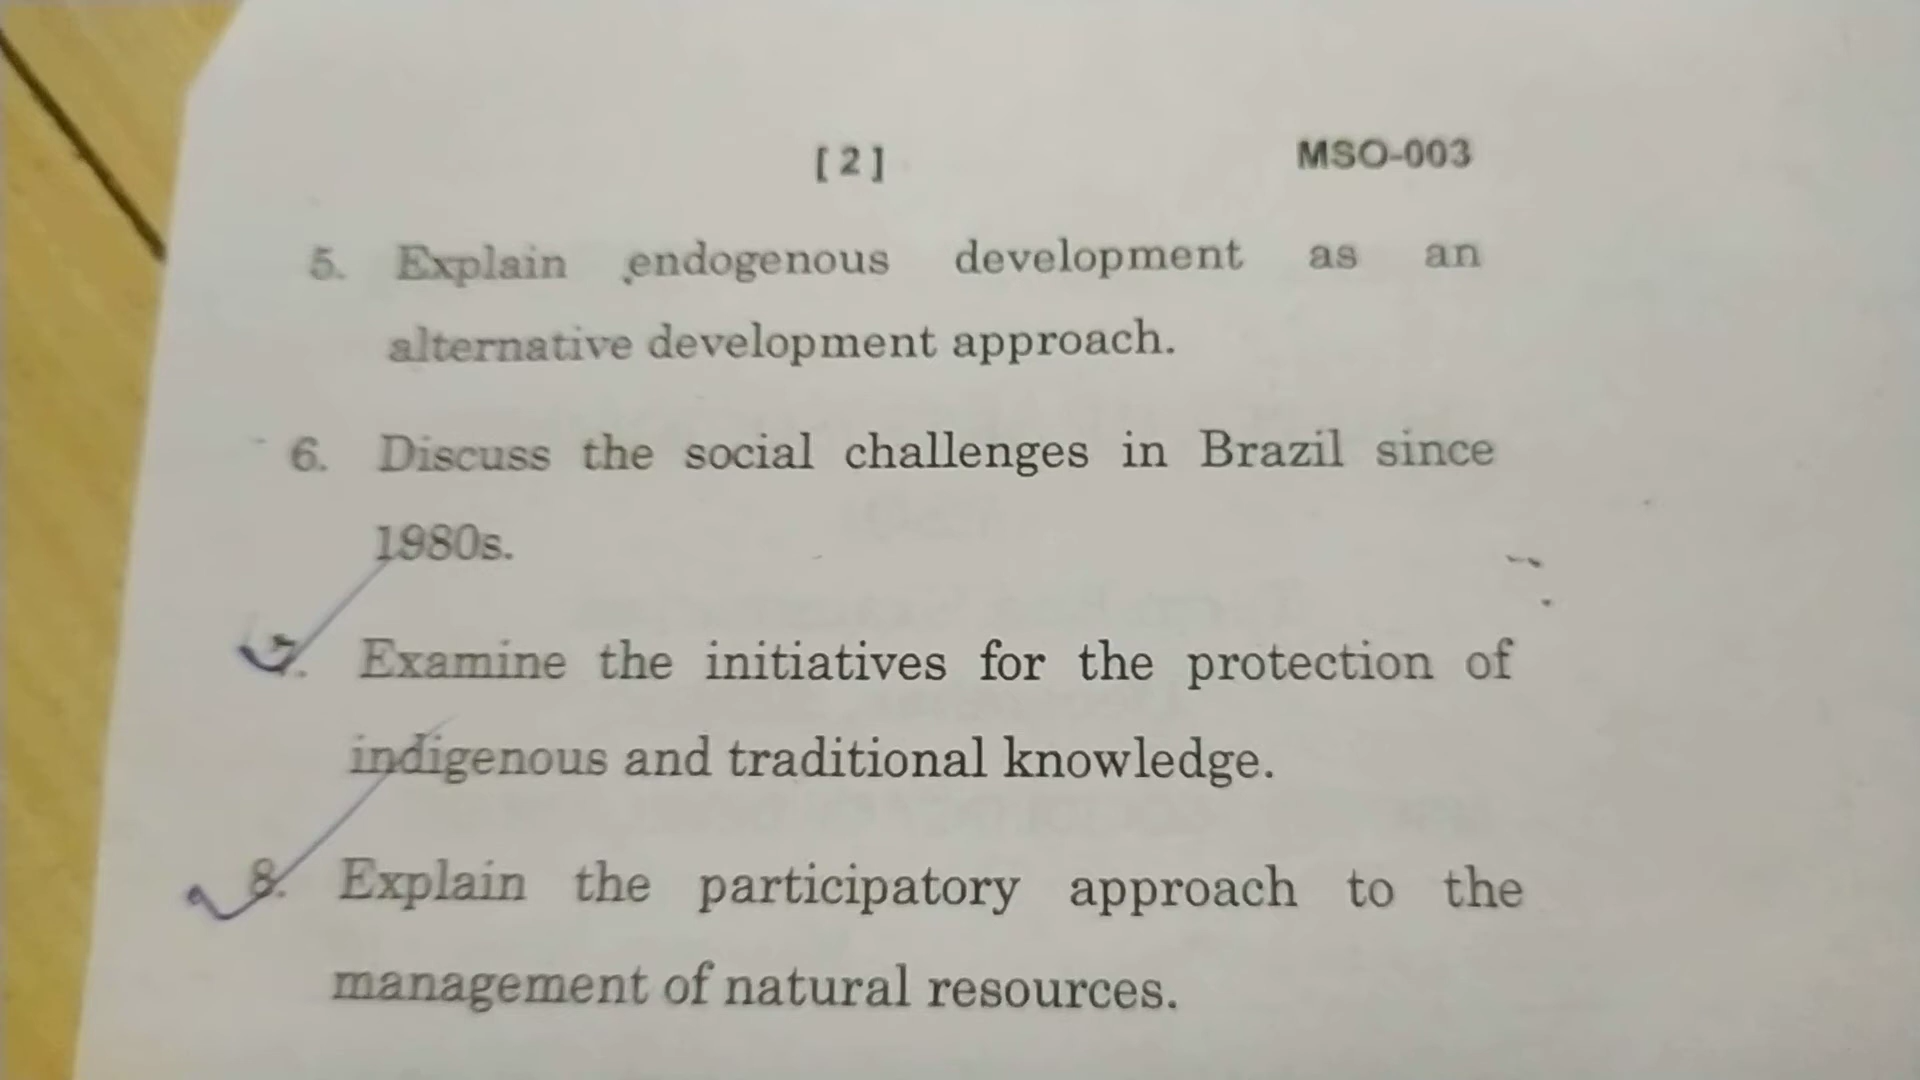 [ 2 ] MSO-003
5. Explain endogenous development as an
alternative development approach.
6. Discuss the social challenges in Brazil since
1980s.
7. Examine the initiatives for the protection of
indigenous and traditional knowledge.
8. Explain the participatory approach to the
management of natural resources.